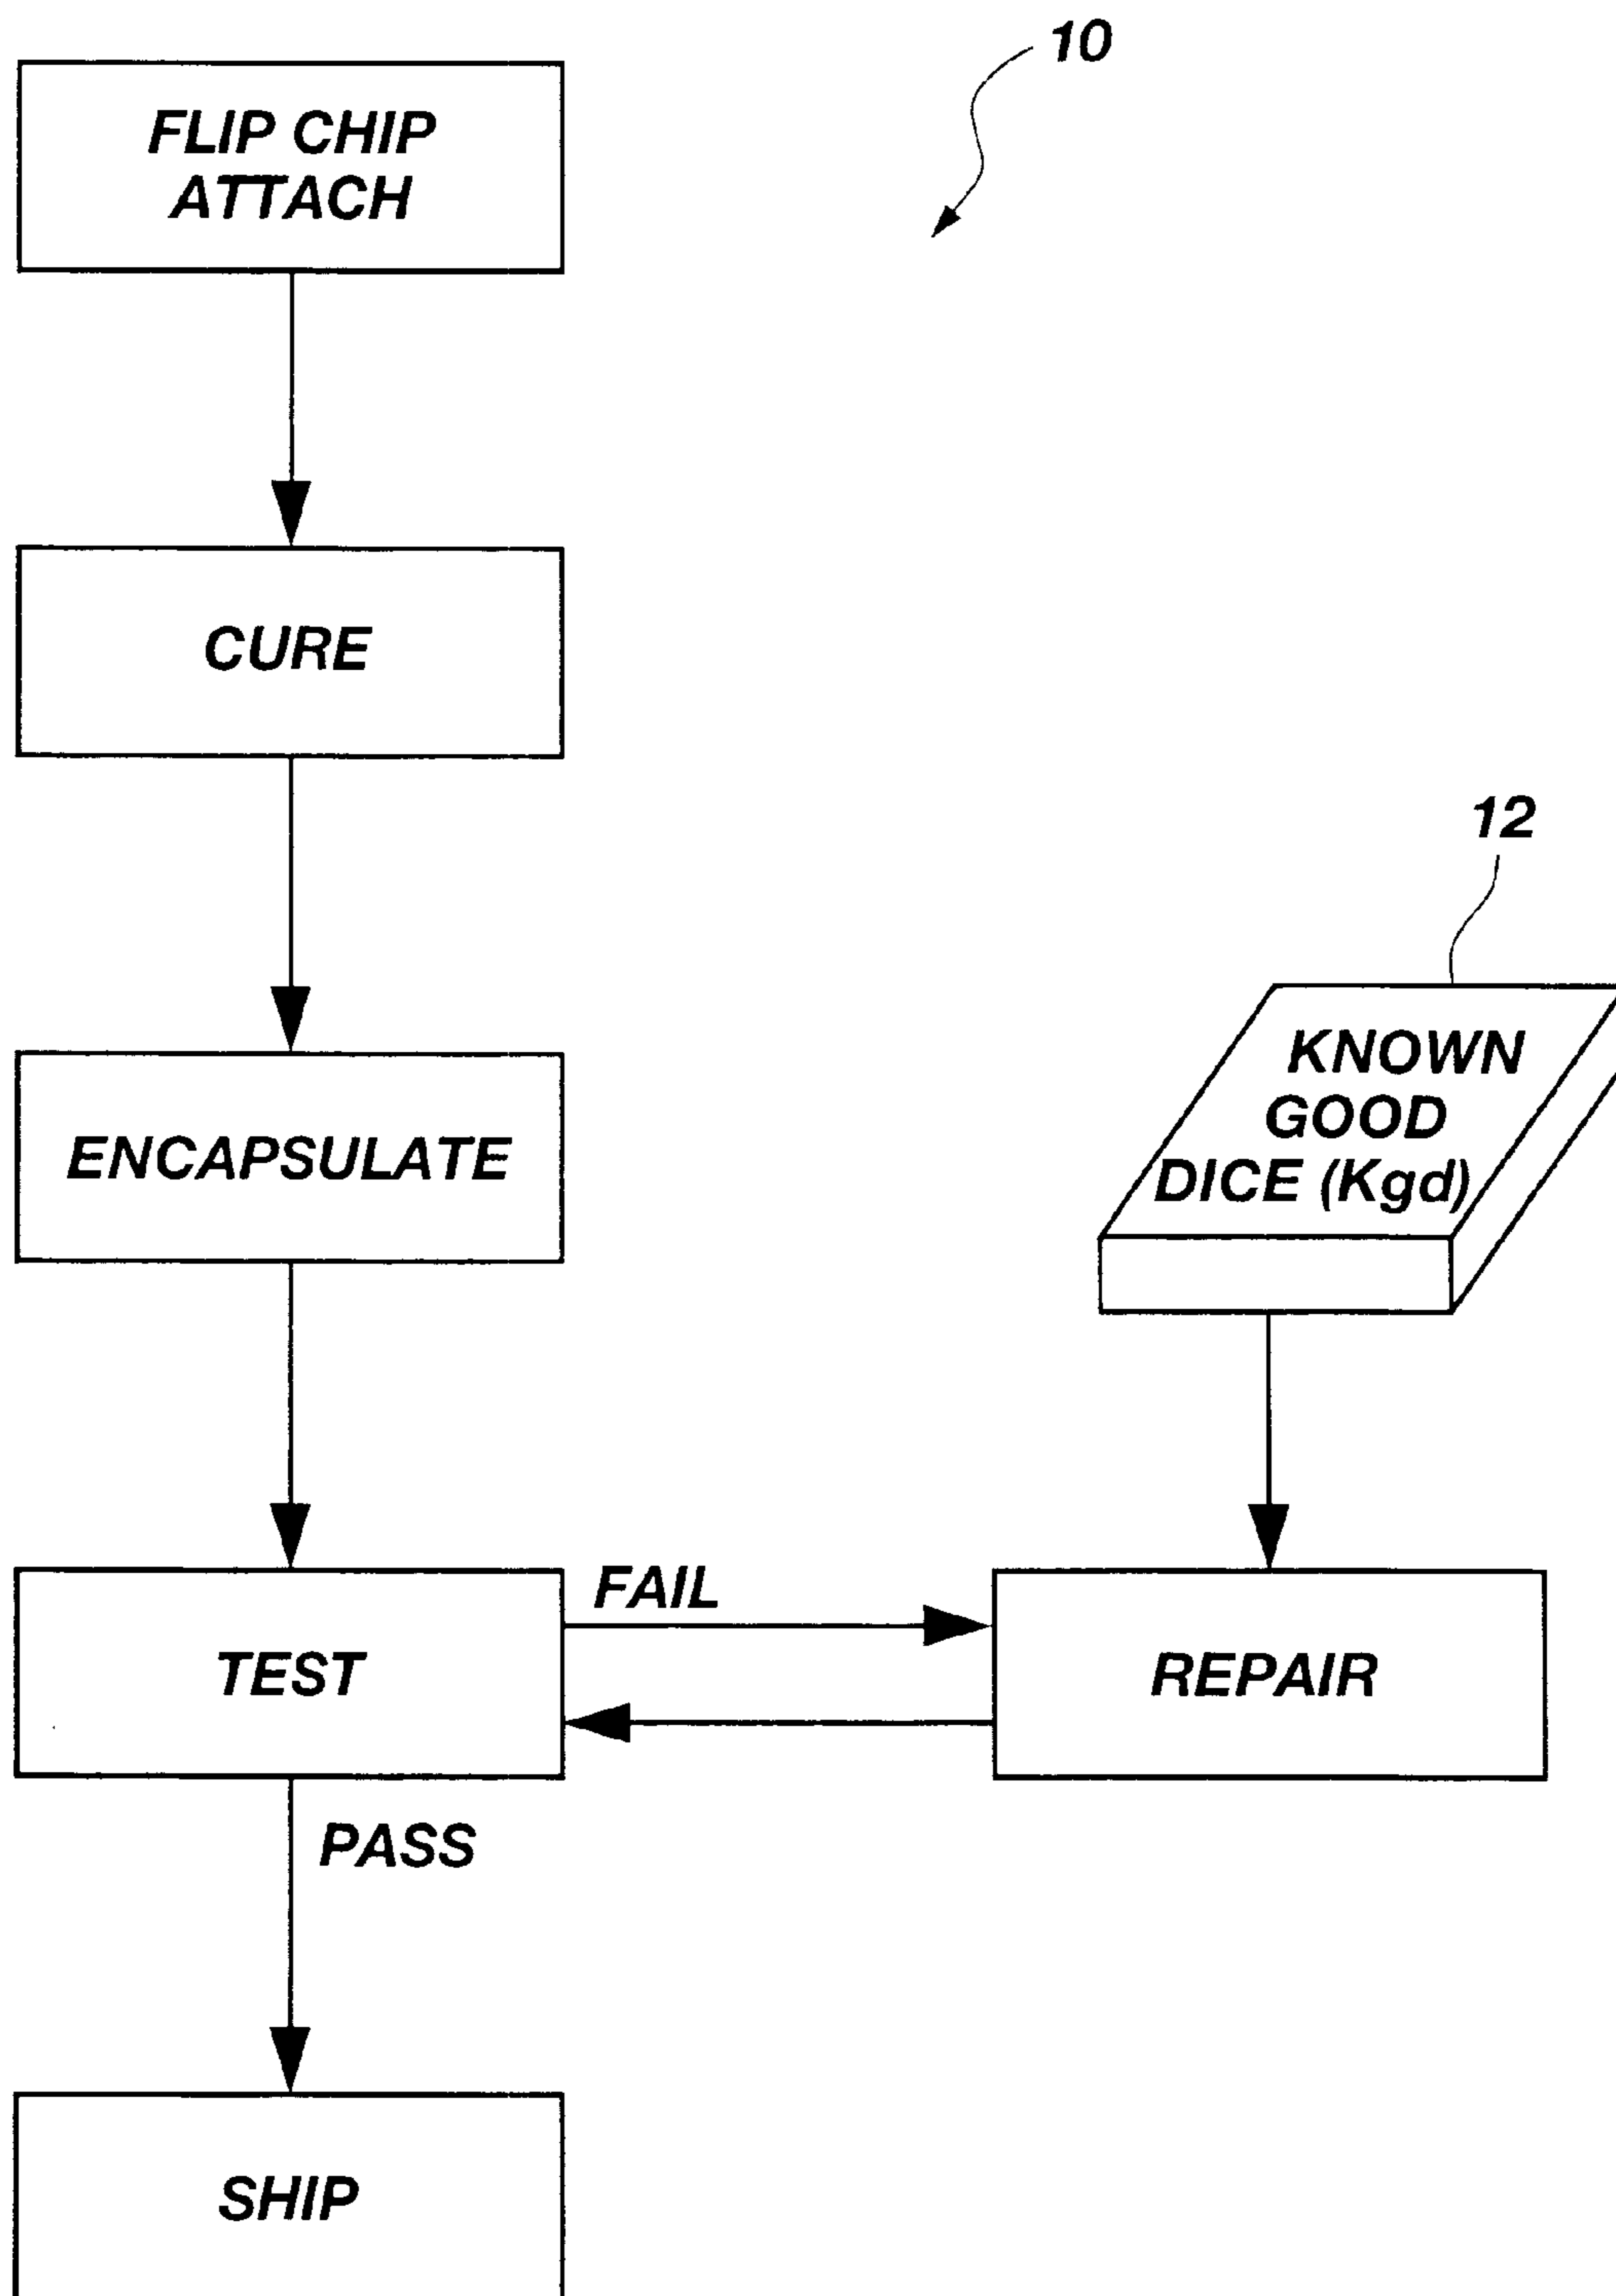 10
FLIP CHIP
ATTACH
CURE
12
KNOWN
GOOD
DICE (Kgd)
ENCAPSULATE
FAIL
TEST
REPAIR
PASS
SHIP